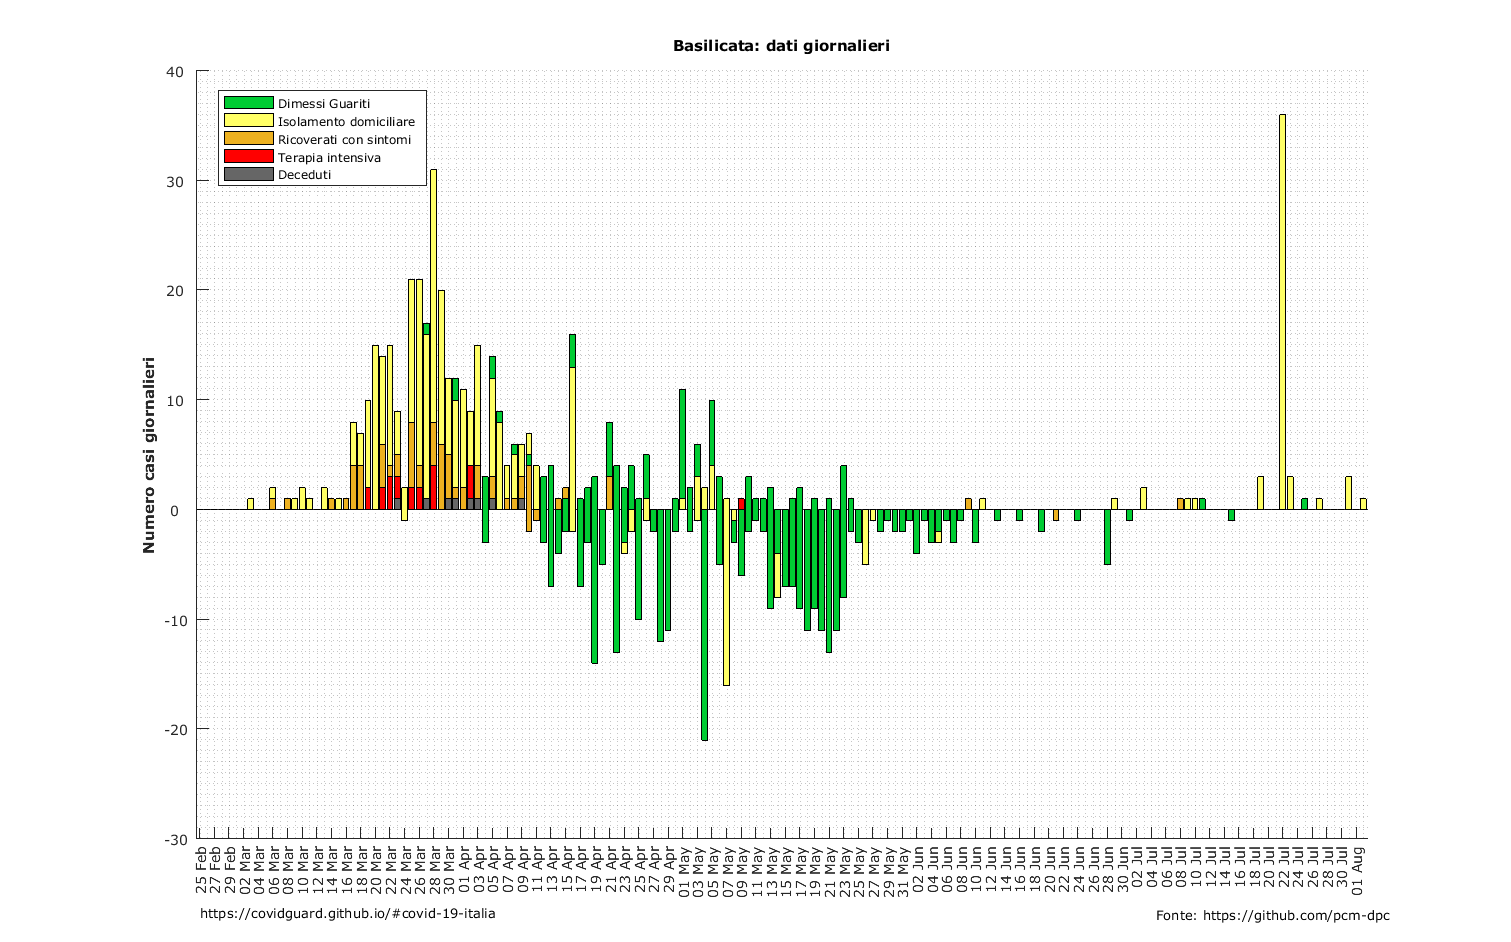 Basilicata: dati giornalieri
40
Dimessi Guariti
Isolamento domiciliare
Ricoverati con sintomi
Terapia intensiva
Deceduti
30
20
10
0
-10
-20
-30
Numero casi giornalieri
25 Feb
27 Feb
29 Feb
02 Mar
04 Mar
06 Mar
08 Mar
10 Mar
12 Mar
14 Mar
16 Mar
18 Mar
20 Mar
22 Mar
24 Mar
26 Mar
28 Mar
30 Mar
01 Apr
03 Apr
05 Apr
07 Apr
09 Apr
11 Apr
13 Apr
15 Apr
17 Apr
19 Apr
21 Apr
23 Apr
25 Apr
27 Apr
29 Apr
01 May
03 May
05 May
07 May
09 May
11 May
13 May
15 May
17 May
19 May
21 May
23 May
25 May
27 May
29 May
31 May
02 Jun
04 Jun
06 Jun
08 Jun
10 Jun
12 Jun
14 Jun
16 Jun
18 Jun
20 Jun
22 Jun
24 Jun
26 Jun
28 Jun
30 Jun
02 Jul
04 Jul
06 Jul
08 Jul
10 Jul
12 Jul
14 Jul
16 Jul
18 Jul
20 Jul
22 Jul
24 Jul
26 Jul
28 Jul
30 Jul
01 Aug
https://covidguard.github.io/#covid-19-italia
Fonte: https://github.com/pcm-dpc